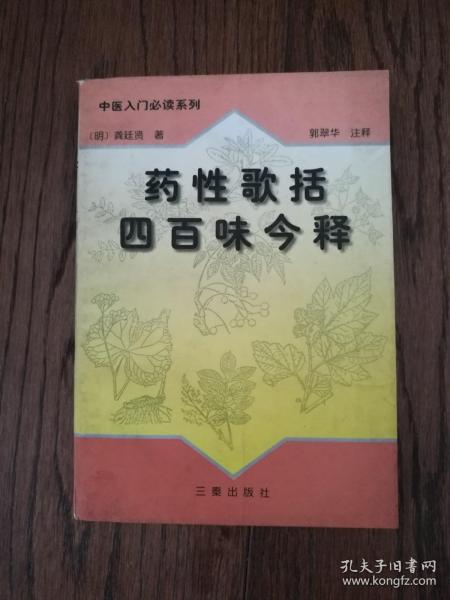 中医入门必读系列
〔明〕龚廷贤 著
郭翠华 注释
药性歌括
四百味今释
三秦出版社
孔夫子旧书网
www.kongfz.com